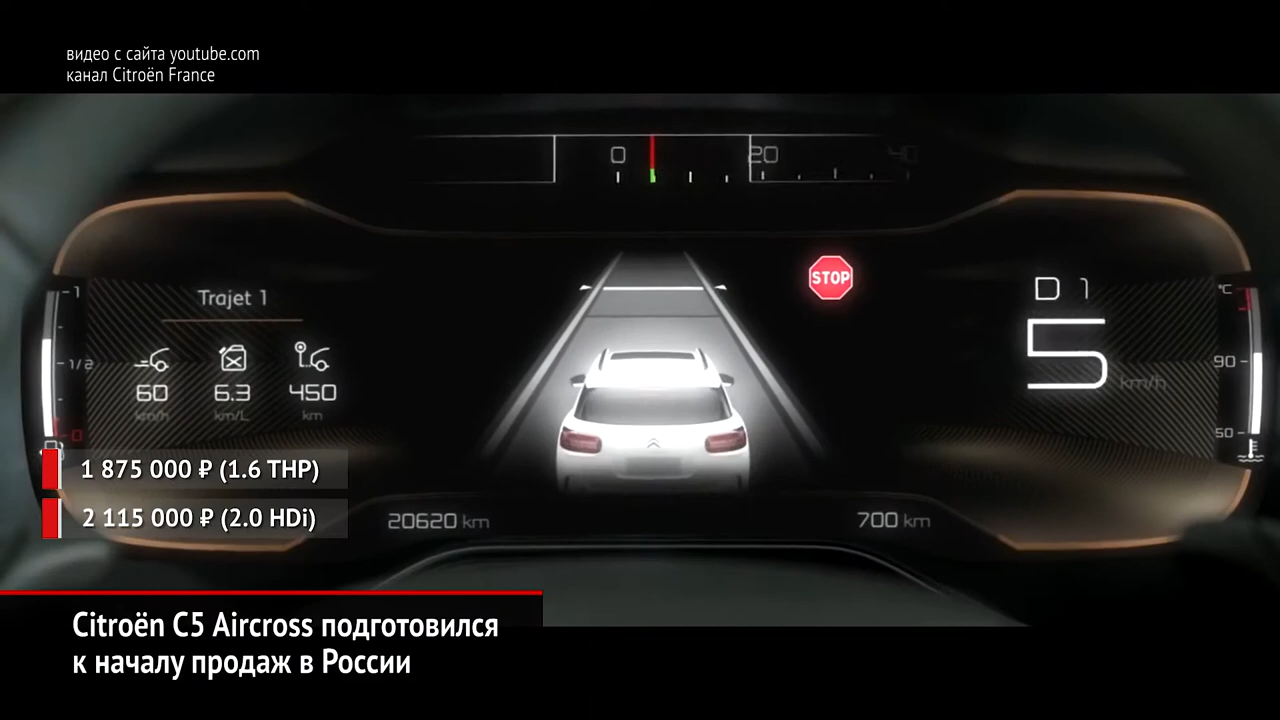 видео с сайта youtube.com
канал Citroën France
0 20 40
STOP
Trajet 1
60 6.3 450
km/h km/L km
1
1/2
0
D 1
5 km/h
°C
90
50
1 875 000 ₽ (1.6 THP)
2 115 000 ₽ (2.0 HDi)
20620 km
700 km
Citroën C5 Aircross подготовился
к началу продаж в России